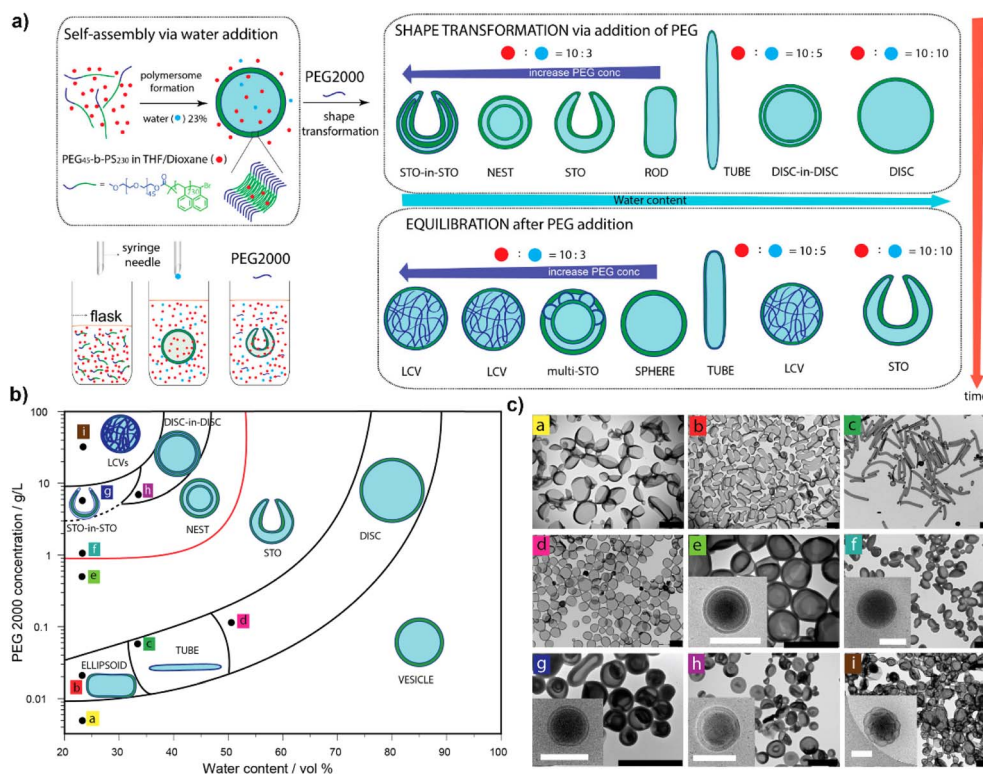 a)
Self-assembly via water addition
polymersome
formation
water (●) 23%
PEG45-b-PS230 in THF/Dioxane (●)
PEG2000
shape
transformation
SHAPE TRANSFORMATION via addition of PEG
: = 10 : 3
: = 10 : 5
: = 10 : 10
increase PEG conc
STO-in-STO NEST STO ROD TUBE DISC-in-DISC DISC
Water content
EQUILIBRATION after PEG addition
: = 10 : 3
: = 10 : 5
: = 10 : 10
increase PEG conc
LCV LCV multi-STO SPHERE TUBE LCV STO
time
syringe
needle
PEG2000
flask
b)
PEG 2000 concentration / g/L
100
10
1
0.1
0.01
20 30 40 50 60 70 80 90 100
Water content / vol %
i
LCVs
DISC-in-DISC
g
h
STO-in-STO
NEST
STO
DISC
f
e
d
c
TUBE
ELLIPSOID
b
VESICLE
a
c)
a b c
d e f
g h i